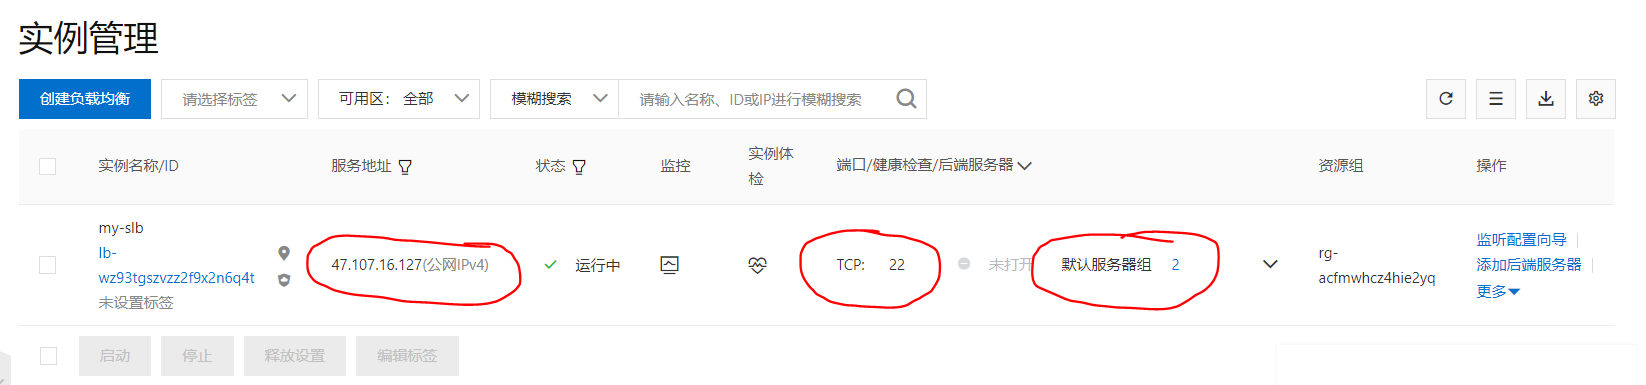 实例管理
创建负载均衡 请选择标签 可用区: 全部 模糊搜索 请输入名称、ID或IP进行模糊搜索
实例名称/ID 服务地址 状态 监控 实例体检 端口/健康检查/后端服务器 资源组 操作
my-slb
lb-
wz93tgszvzz2f9x2n6q4t
未设置标签
47.107.16.127(公网IPv4)
运行中
TCP: 22
未打开
默认服务器组 2
rg-
acfmwhcz4hie2yq
监听配置向导
添加后端服务器
更多
启动 停止 释放设置 编辑标签